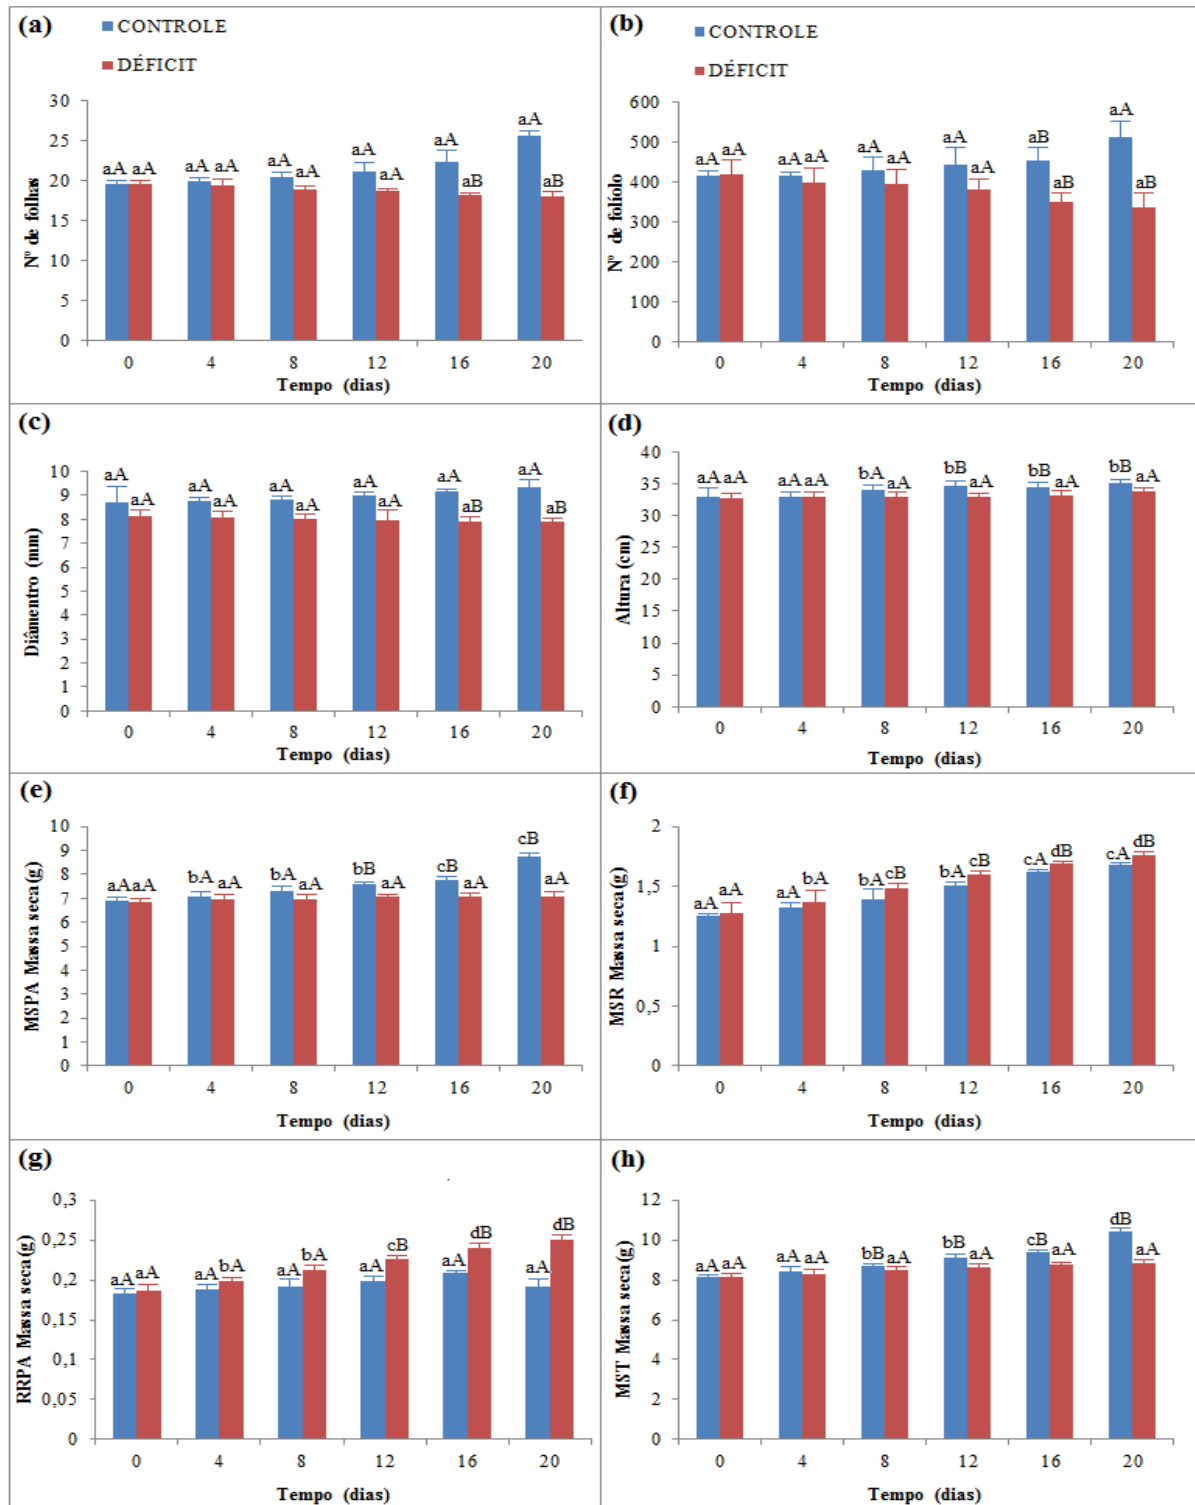 (a)
CONTROLE
DÉFICIT
Nº de folhas
30
25
20
15
10
5
0
aA aA aA aA aA aA aA aA aA aB aA aB
0 4 8 12 16 20
Tempo (dias)
(b)
CONTROLE
DÉFICIT
Nº de folíolo
600
500
400
300
200
100
0
aA aA aA aA aA aA aA aA aB aB aA aB
0 4 8 12 16 20
Tempo (dias)
(c)
Diâmentro (mm)
10
9
8
7
6
5
4
3
2
1
0
aA aA aA aA aA aA aA aA aA aB aA aB
0 4 8 12 16 20
Tempo (dias)
(d)
Altura (cm)
40
35
30
25
20
15
10
5
0
aA aA aA aA bA aA bB aA bB aA bB aA
0 4 8 12 16 20
Tempo (dias)
(e)
MSPA Massa seca(g)
10
9
8
7
6
5
4
3
2
1
0
aA aA bA aA bA aA bB aA cB aA cB aA
0 4 8 12 16 20
Tempo (dias)
(f)
MSR Massa seca(g)
2
1,5
1
0,5
0
aA aA aA bA bA cB bA cB cA dB cA dB
0 4 8 12 16 20
Tempo (dias)
(g)
RRPA Massa seca(g)
0,3
0,25
0,2
0,15
0,1
0,05
0
aA aA aA bA aA bA aA cB aA dB aA dB
0 4 8 12 16 20
Tempo (dias)
(h)
MST Massa seca(g)
12
10
8
6
4
2
0
aA aA aA aA bB aA bB aA cB aA dB aA
0 4 8 12 16 20
Tempo (dias)